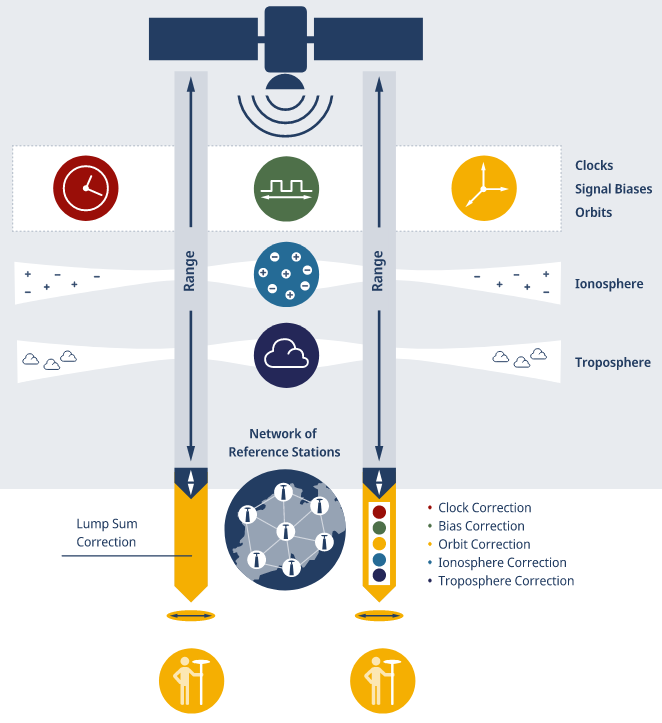 Clocks
Signal Biases
Orbits
Range
Range
Ionosphere
Troposphere
Network of
Reference Stations
Lump Sum
Correction
Clock Correction
Bias Correction
Orbit Correction
Ionosphere Correction
Troposphere Correction